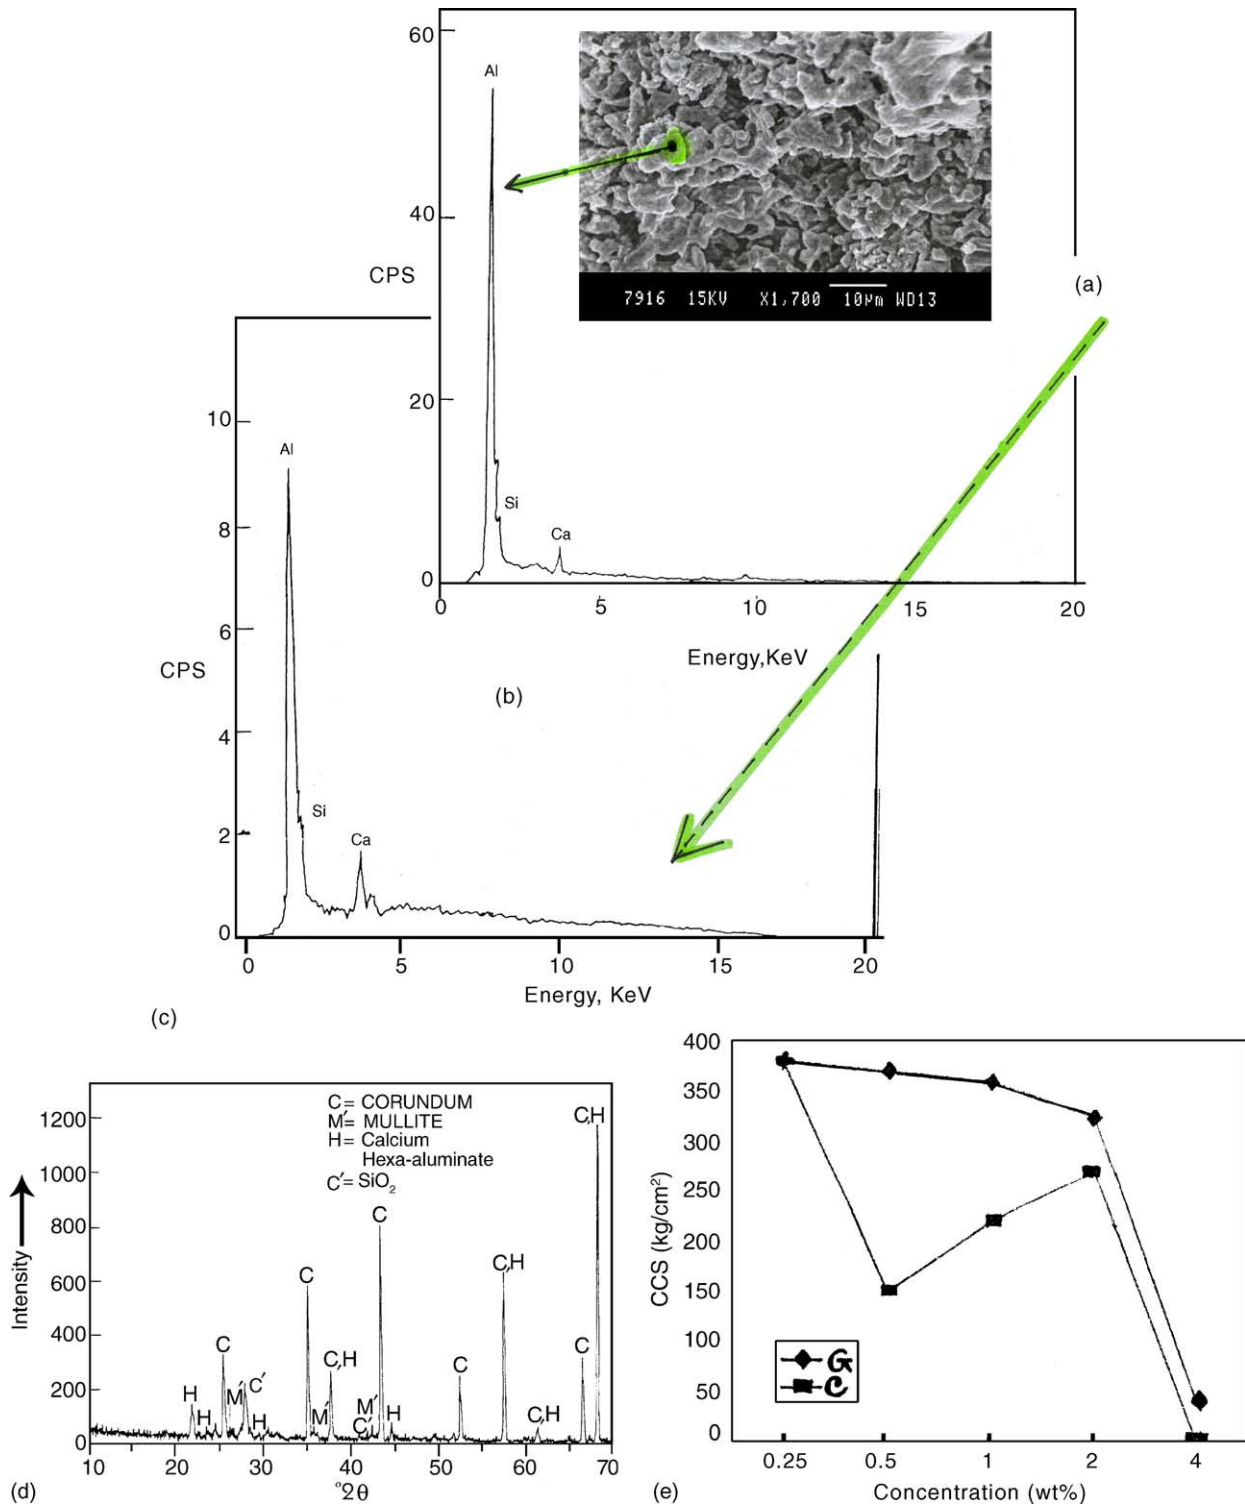 60
Al
40
CPS
7916 15KV X1,700 10µm WD13
(a)
20
Si
Ca
0
0 5 10 15 20
Energy,KeV
(b)
10
Al
8
6
CPS
4
Si
2
Ca
0
0 5 10 15 20
Energy, KeV
(c)
1200
1000
800
600
400
200
0
Intensity
C= CORUNDUM
M′= MULLITE
H= Calcium
Hexa-aluminate
C′= SiO2
H
H
C
M′
C′
H
C
M′
C,H
C′
M′
C
H
C
C,H
C,H
C
C,H
10 20 30 40 50 60 70
°2θ
(d)
400
350
300
250
200
150
100
50
0
CCS (kg/cm²)
G
C
0.25 0.5 1 2 4
Concentration (wt%)
(e)